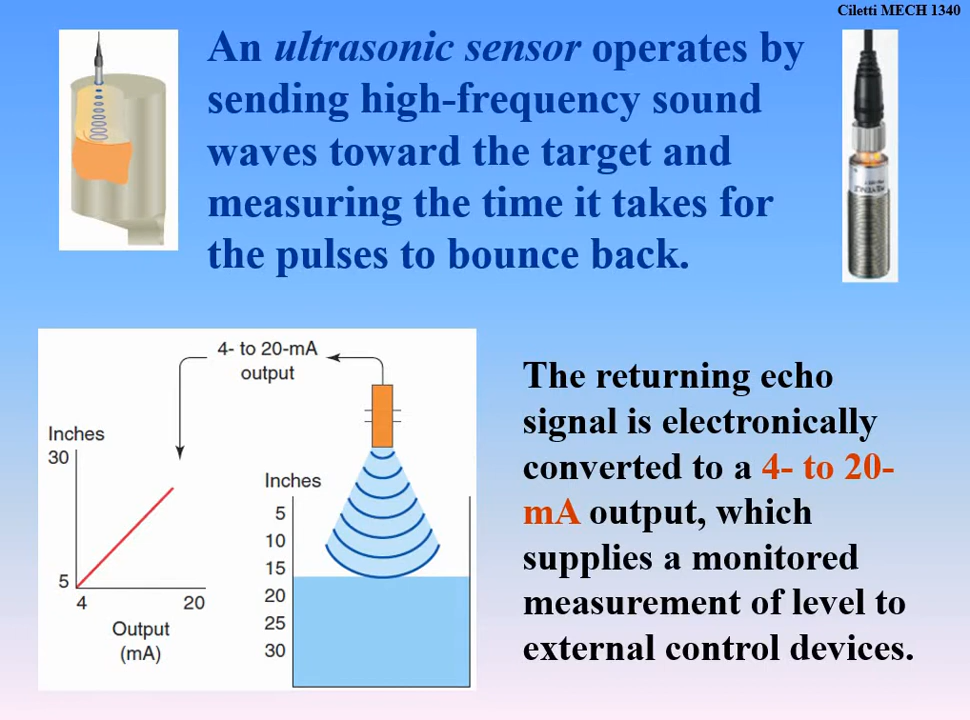 Ciletti MECH 1340
An ultrasonic sensor operates by
sending high-frequency sound
waves toward the target and
measuring the time it takes for
the pulses to bounce back.
4- to 20-mA
output
Inches
30
5
4
20
Output
(mA)
Inches
5
10
15
20
25
30
The returning echo
signal is electronically
converted to a 4- to 20-
mA output, which
supplies a monitored
measurement of level to
external control devices.